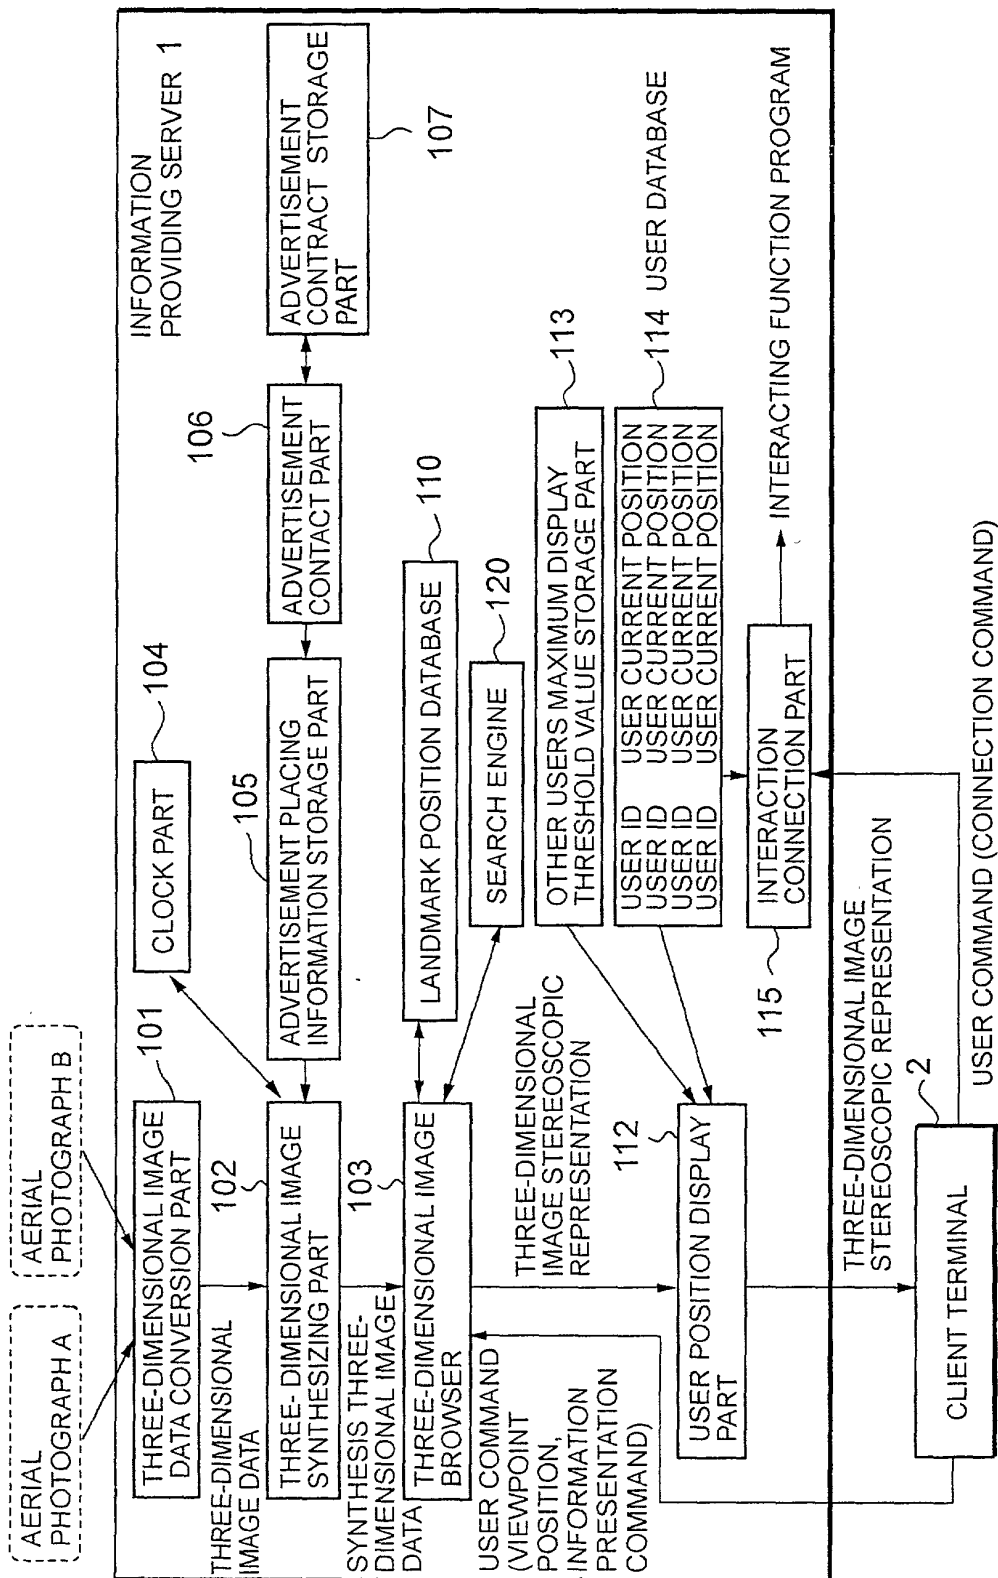 AERIAL
PHOTOGRAPH A
AERIAL
PHOTOGRAPH B
INFORMATION
PROVIDING SERVER 1
THREE-DIMENSIONAL IMAGE
DATA CONVERSION PART
101
CLOCK PART
104
THREE-DIMENSIONAL
IMAGE DATA
102
THREE- DIMENSIONAL IMAGE
SYNTHESIZING PART
105
ADVERTISEMENT PLACING
INFORMATION STORAGE PART
106
ADVERTISEMENT
CONTACT PART
ADVERTISEMENT
CONTRACT STORAGE
PART
107
SYNTHESIS THREE-
DIMENSIONAL IMAGE
DATA
103
THREE-DIMENSIONAL IMAGE
BROWSER
LANDMARK POSITION DATABASE
110
SEARCH ENGINE
120
USER COMMAND
(VIEWPOINT
POSITION,
INFORMATION
PRESENTATION
COMMAND)
THREE-DIMENSIONAL
IMAGE STEREOSCOPIC
REPRESENTATION
OTHER USERS MAXIMUM DISPLAY
THRESHOLD VALUE STORAGE PART
113
USER ID USER CURRENT POSITION
USER ID USER CURRENT POSITION
USER ID USER CURRENT POSITION
USER ID USER CURRENT POSITION
114 USER DATABASE
112
USER POSITION DISPLAY
PART
115
INTERACTION
CONNECTION PART
INTERACTING FUNCTION PROGRAM
THREE-DIMENSIONAL IMAGE
STEREOSCOPIC REPRESENTATION
2
CLIENT TERMINAL
USER COMMAND (CONNECTION COMMAND)